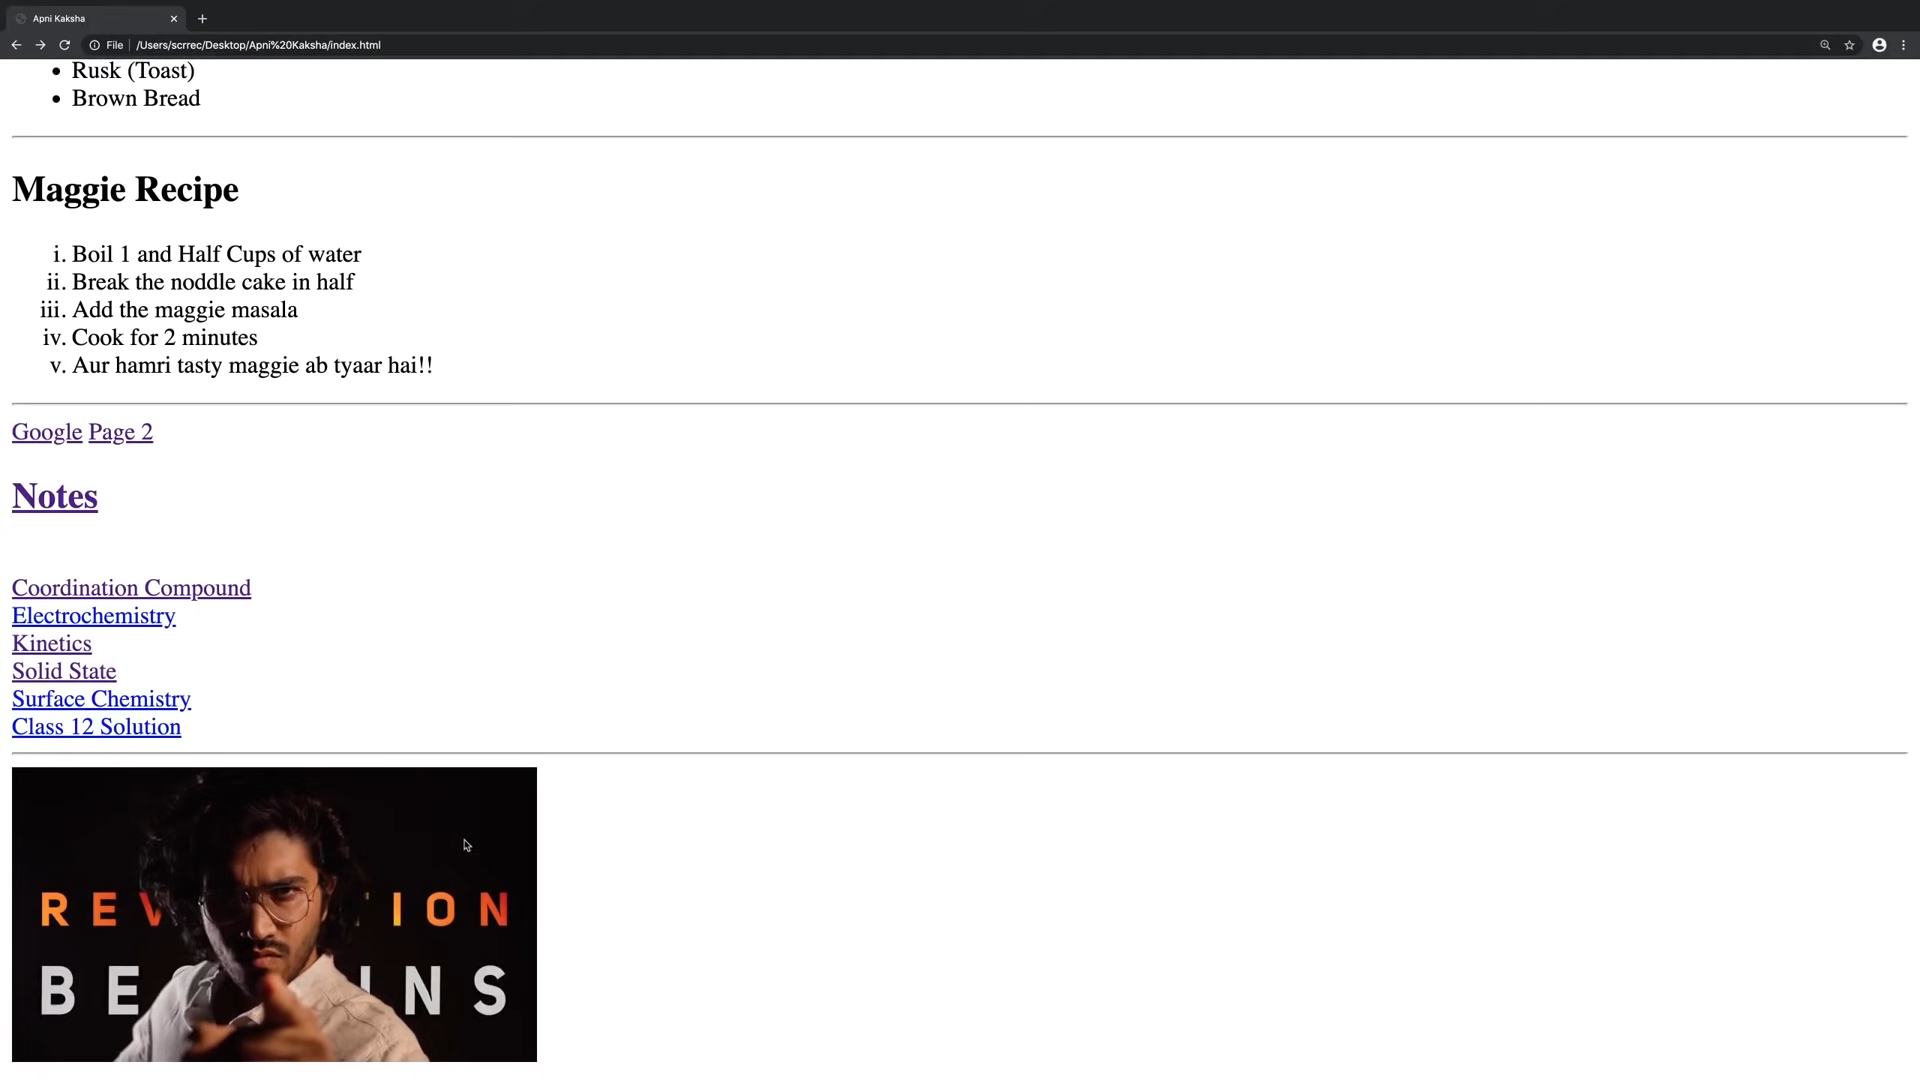 Apni Kaksha
File /Users/scrrec/Desktop/Apni%20Kaksha/index.html
Rusk (Toast)
Brown Bread
Maggie Recipe
i. Boil 1 and Half Cups of water
ii. Break the noddle cake in half
iii. Add the maggie masala
iv. Cook for 2 minutes
v. Aur hamri tasty maggie ab tyaar hai!!
Google Page 2
Notes
Coordination Compound
Electrochemistry
Kinetics
Solid State
Surface Chemistry
Class 12 Solution